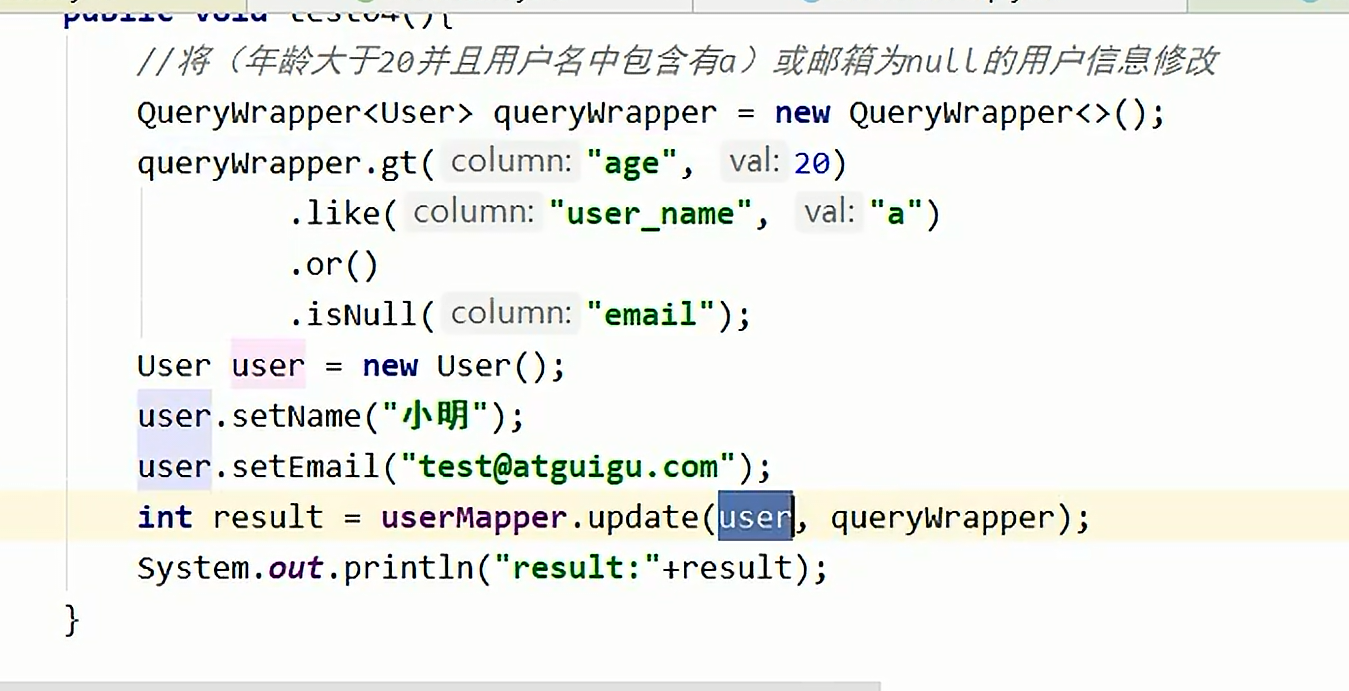 public void test04(){
//将（年龄大于20并且用户名中包含有a）或邮箱为null的用户信息修改
QueryWrapper<User> queryWrapper = new QueryWrapper<>();
queryWrapper.gt( column: "age", val: 20)
.like( column: "user_name", val: "a")
.or()
.isNull( column: "email");
User user = new User();
user.setName("小明");
user.setEmail("test@atguigu.com");
int result = userMapper.update(user, queryWrapper);
System.out.println("result:"+result);
}